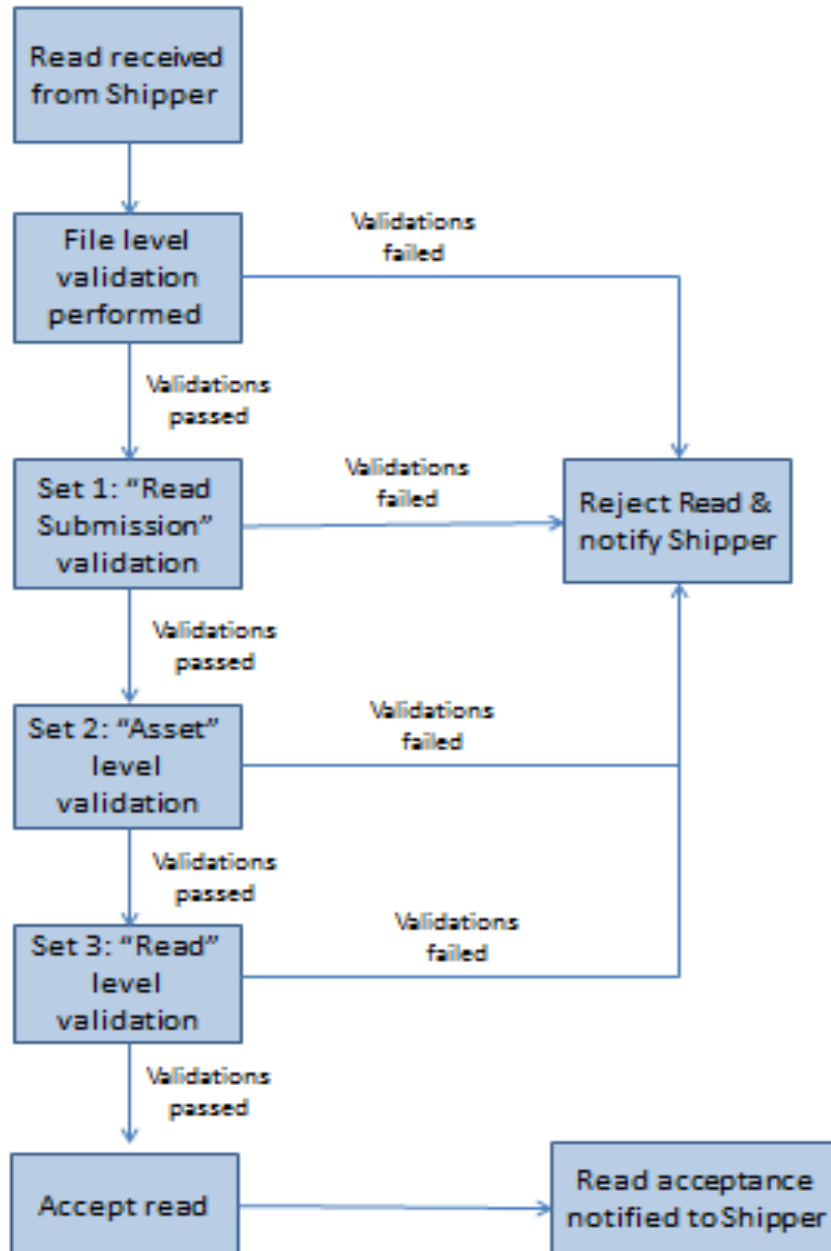 Read received
from Shipper
File level
validation
performed
Validations
failed
Validations
passed
Set 1: “Read
Submission”
validation
Validations
failed
Reject Read &
notify Shipper
Validations
passed
Set 2: “Asset”
level
validation
Validations
failed
Validations
passed
Set 3: “Read”
level
validation
Validations
failed
Validations
passed
Accept read
Read acceptance
notified to Shipper